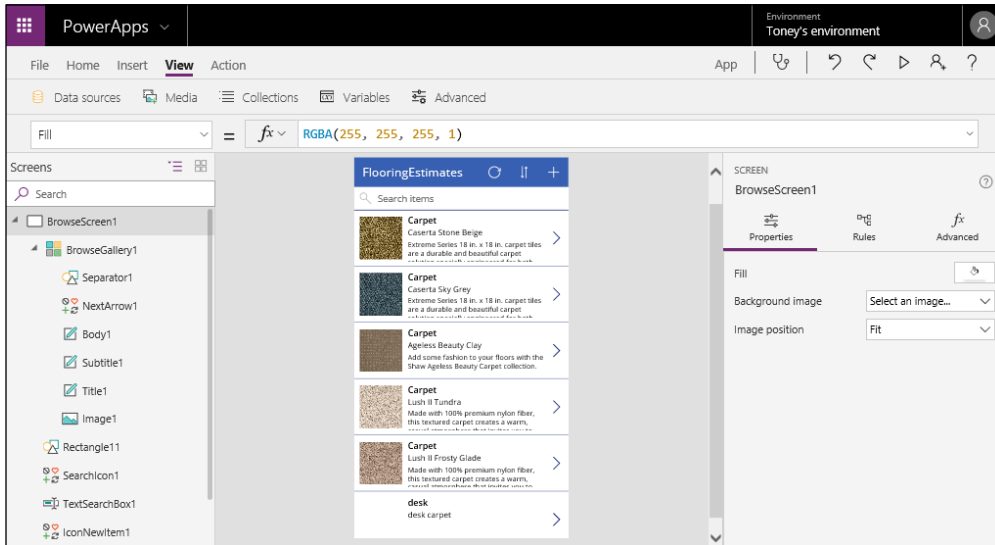 PowerApps
Environment
Toney's environment
File Home Insert View Action
App
Data sources Media Collections Variables Advanced
Fill = fx RGBA(255, 255, 255, 1)
Screens
Search
BrowseScreen1
BrowseGallery1
Separator1
NextArrow1
Body1
Subtitle1
Title1
Image1
Rectangle11
SearchIcon1
TextSearchBox1
IconNewItem1
FlooringEstimates
Search items
Carpet
Caserta Stone Beige
Extreme Series 18 in. x 18 in. carpet tiles
are a durable and beautiful carpet
Carpet
Caserta Sky Grey
Extreme Series 18 in. x 18 in. carpet tiles
are a durable and beautiful carpet
Carpet
Ageless Beauty Clay
Add some fashion to your floors with the
Shaw Ageless Beauty Carpet collection.
Carpet
Lush II Tundra
Made with 100% premium nylon fiber,
this textured carpet creates a warm,
Carpet
Lush II Frosty Glade
Made with 100% premium nylon fiber,
this textured carpet creates a warm,
desk
desk carpet
SCREEN
BrowseScreen1
Properties Rules Advanced
Fill
Background image Select an image...
Image position Fit